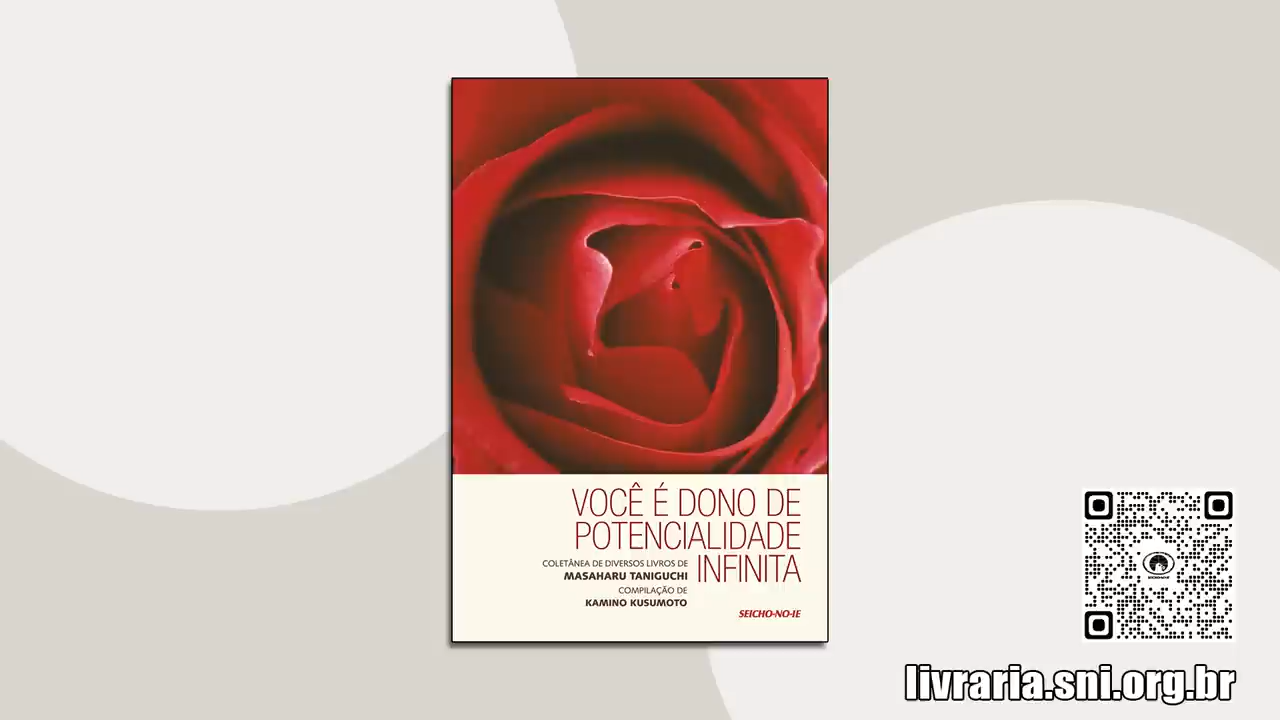 VOCÊ É DONO DE
POTENCIALIDADE
INFINITA
COLETÂNEA DE DIVERSOS LIVROS DE
MASAHARU TANIGUCHI
COMPILAÇÃO DE
KAMINO KUSUMOTO
SEICHO-NO-IE
livraria.sni.org.br